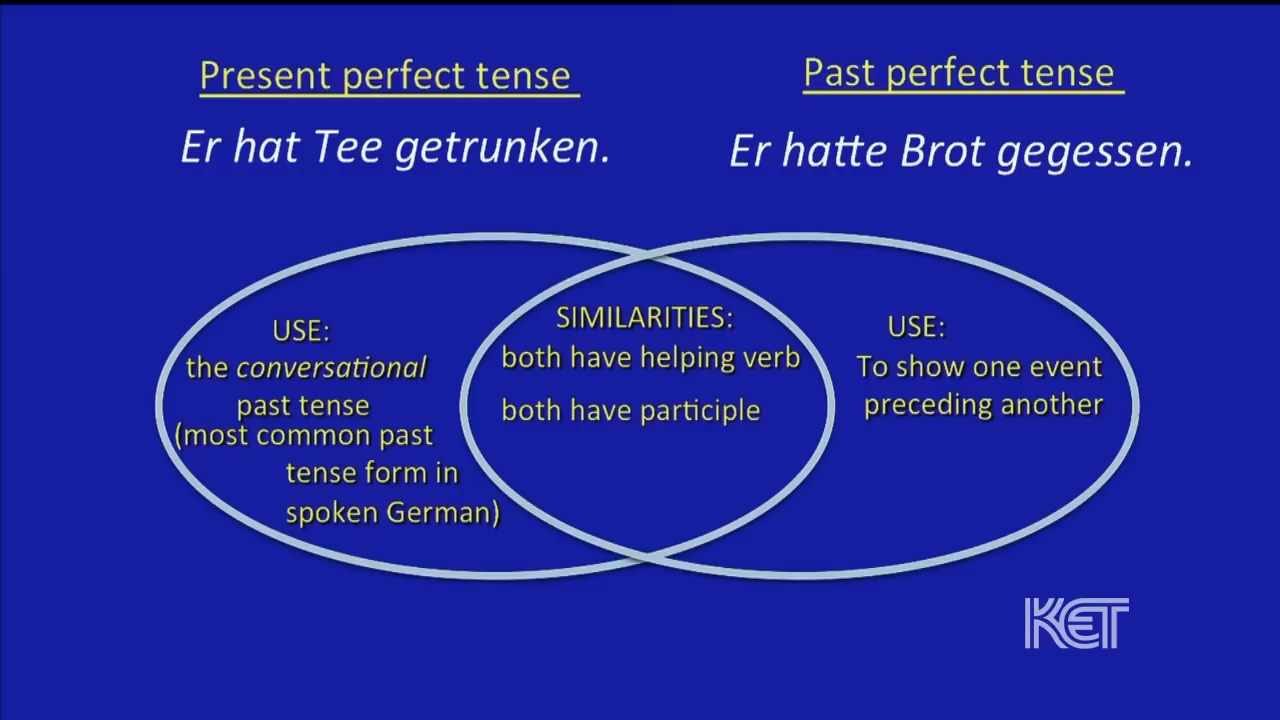 Present perfect tense
Er hat Tee getrunken.
Past perfect tense
Er hatte Brot gegessen.
USE:
the conversational
past tense
(most common past
tense form in
spoken German)
SIMILARITIES:
both have helping verb
both have participle
USE:
To show one event
preceding another
KET